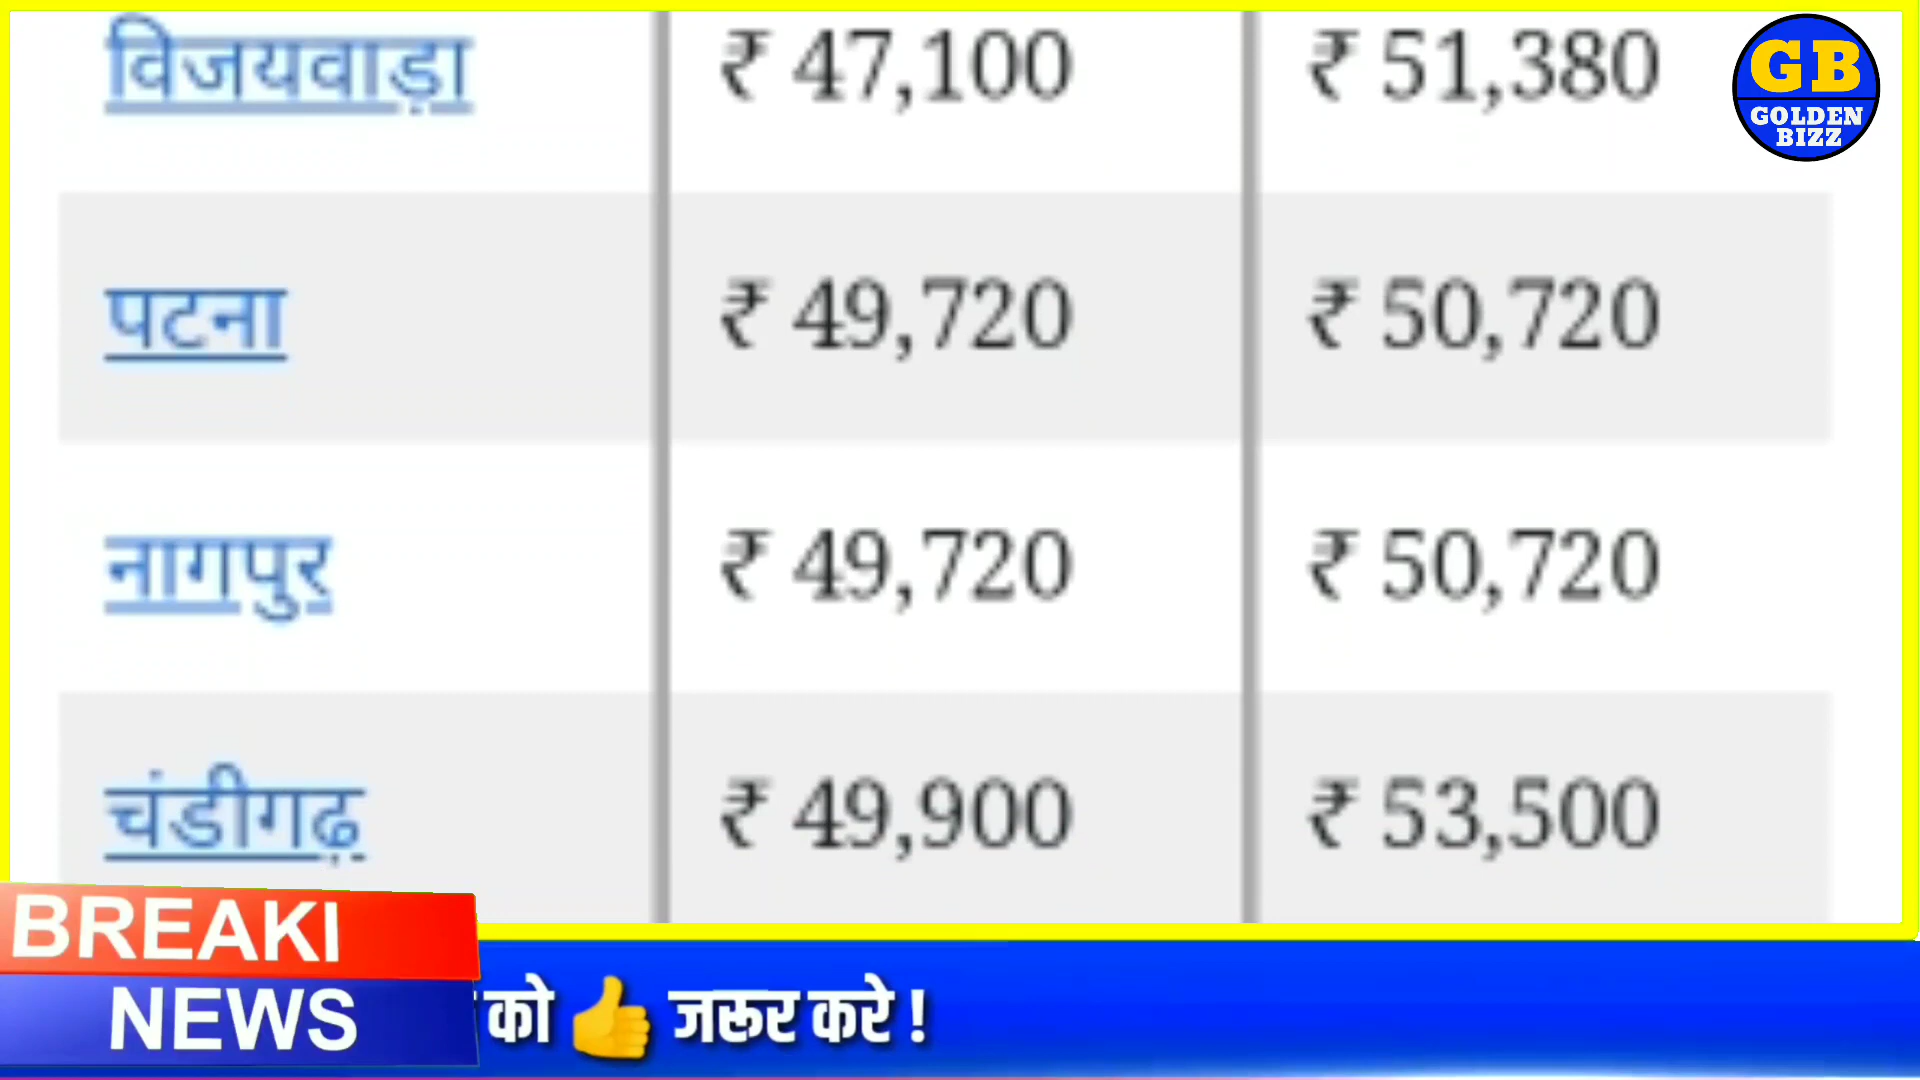 विजयवाड़ा ₹ 47,100 ₹ 51,380
GB
GOLDEN
BIZZ
पटना ₹ 49,720 ₹ 50,720
नागपुर ₹ 49,720 ₹ 50,720
चंडीगढ़ ₹ 49,900 ₹ 53,500
BREAKI
NEWS
को 👍 जरूर करे !